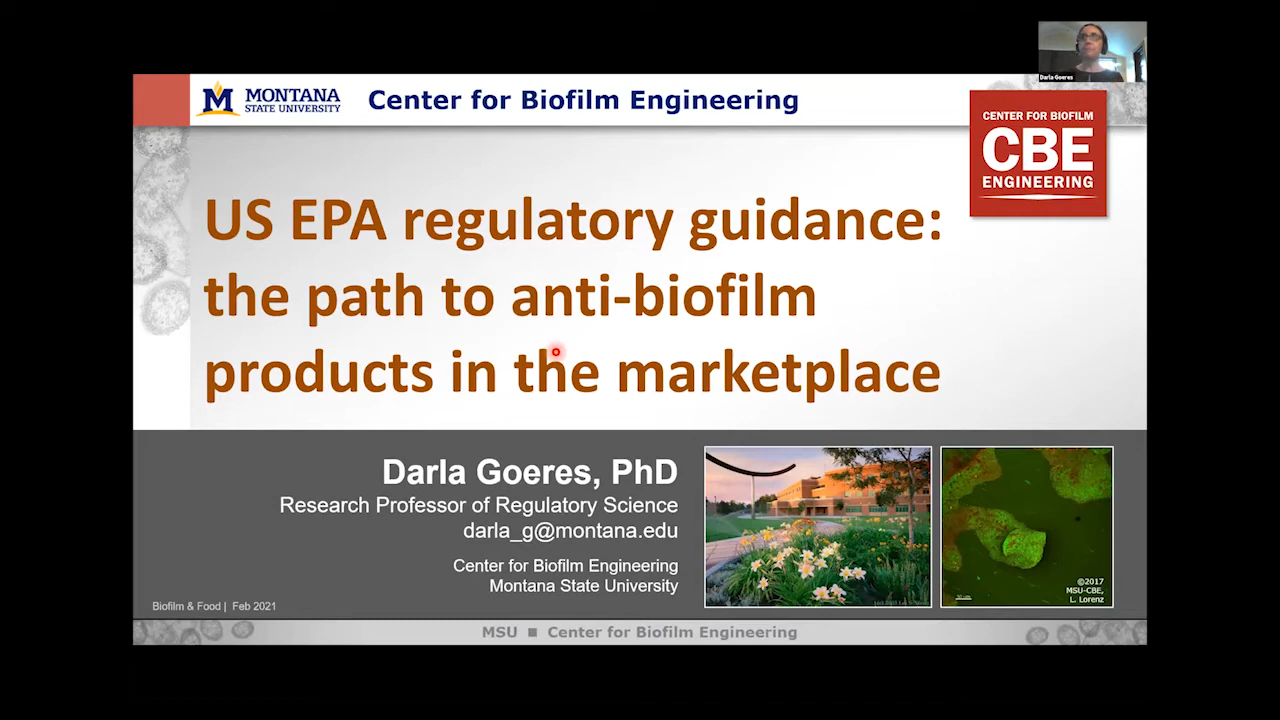 Darla Goeres
MONTANA
STATE UNIVERSITY
Center for Biofilm Engineering
CENTER FOR BIOFILM
CBE
ENGINEERING
US EPA regulatory guidance:
the path to anti-biofilm
products in the marketplace
Darla Goeres, PhD
Research Professor of Regulatory Science
darla_g@montana.edu
Center for Biofilm Engineering
Montana State University
©2017
MSU-CBE,
L. Lorenz
Biofilm & Food | Feb 2021
MSU ■ Center for Biofilm Engineering